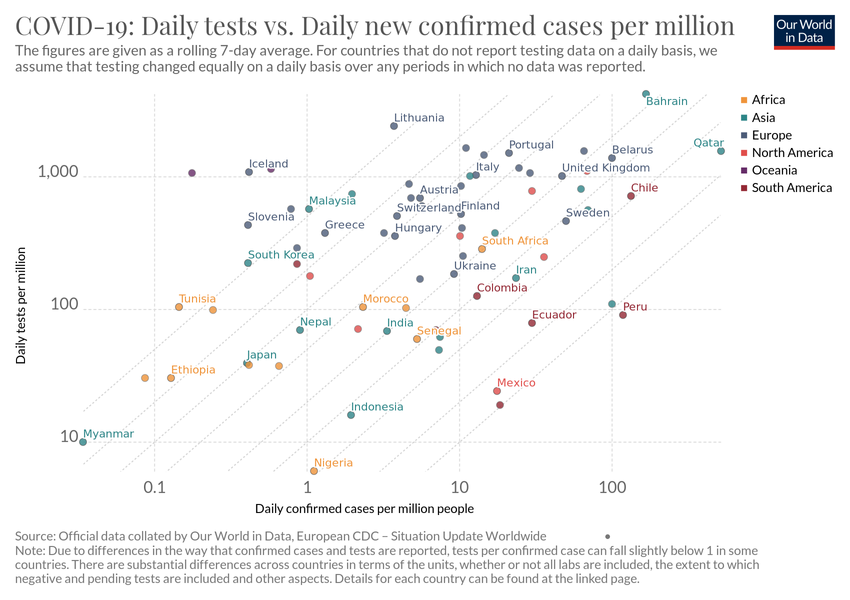 COVID-19: Daily tests vs. Daily new confirmed cases per million
Our World
in Data
The figures are given as a rolling 7-day average. For countries that do not report testing data on a daily basis, we
assume that testing changed equally on a daily basis over any periods in which no data was reported.
Africa
Asia
Europe
North America
Oceania
South America
Bahrain
Lithuania
Qatar
Portugal
Belarus
Iceland
Italy
United Kingdom
1,000
Chile
Austria
Malaysia
Switzerland
Finland
Slovenia
Sweden
Greece
Hungary
South Africa
South Korea
Ukraine
Iran
Colombia
Tunisia
Morocco
100
Peru
Ecuador
Nepal
India
Senegal
Japan
Ethiopia
Mexico
Indonesia
10
Myanmar
Nigeria
Daily tests per million
0.1
1
10
100
Daily confirmed cases per million people
Source: Official data collated by Our World in Data, European CDC – Situation Update Worldwide
Note: Due to differences in the way that confirmed cases and tests are reported, tests per confirmed case can fall slightly below 1 in some
countries. There are substantial differences across countries in terms of the units, whether or not all labs are included, the extent to which
negative and pending tests are included and other aspects. Details for each country can be found at the linked page.